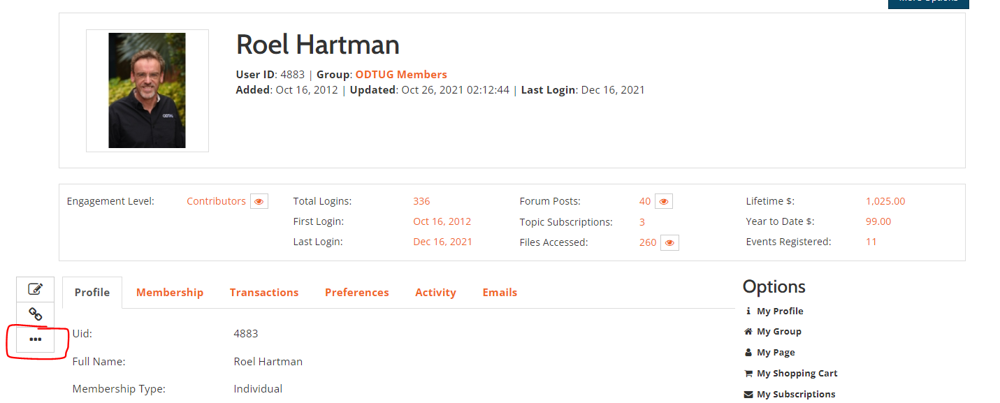 Roel Hartman
User ID: 4883 | Group: ODTUG Members
Added: Oct 16, 2012 | Updated: Oct 26, 2021 02:12:44 | Last Login: Dec 16, 2021
ODTUG
Engagement Level: Contributors Total Logins: 336 Forum Posts: 40 Lifetime $: 1,025.00
First Login: Oct 16, 2012 Topic Subscriptions: 3 Year to Date $: 99.00
Last Login: Dec 16, 2021 Files Accessed: 260 Events Registered: 11
Profile Membership Transactions Preferences Activity Emails
Uid: 4883
Full Name: Roel Hartman
Membership Type: Individual
Options
My Profile
My Group
My Page
My Shopping Cart
My Subscriptions